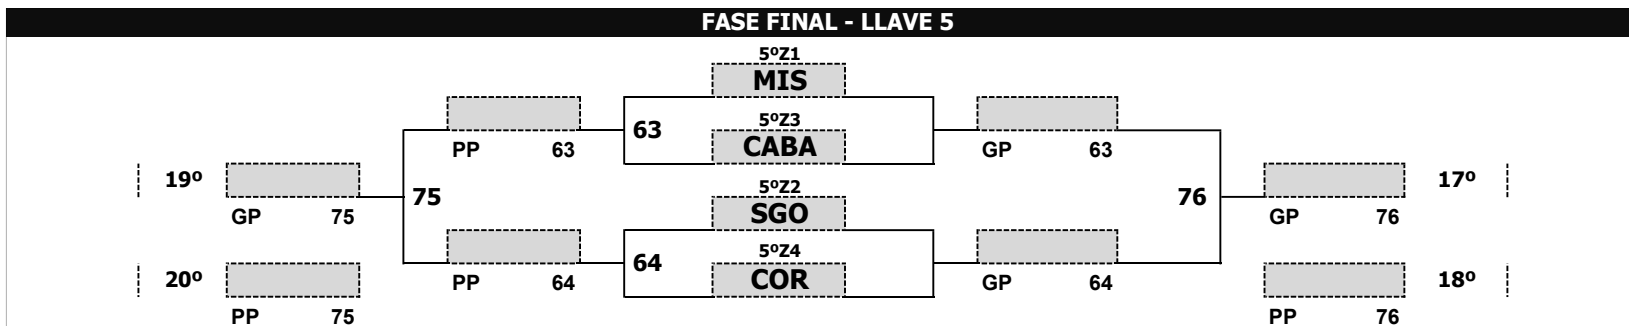 FASE FINAL - LLAVE 5
5ºZ1
MIS
63
5ºZ3
CABA
PP 63
GP 63
19º
17º
5ºZ2
75
SGO
76
GP 75
GP 76
5ºZ4
64
COR
20º
18º
PP 64
GP 64
PP 75
PP 76